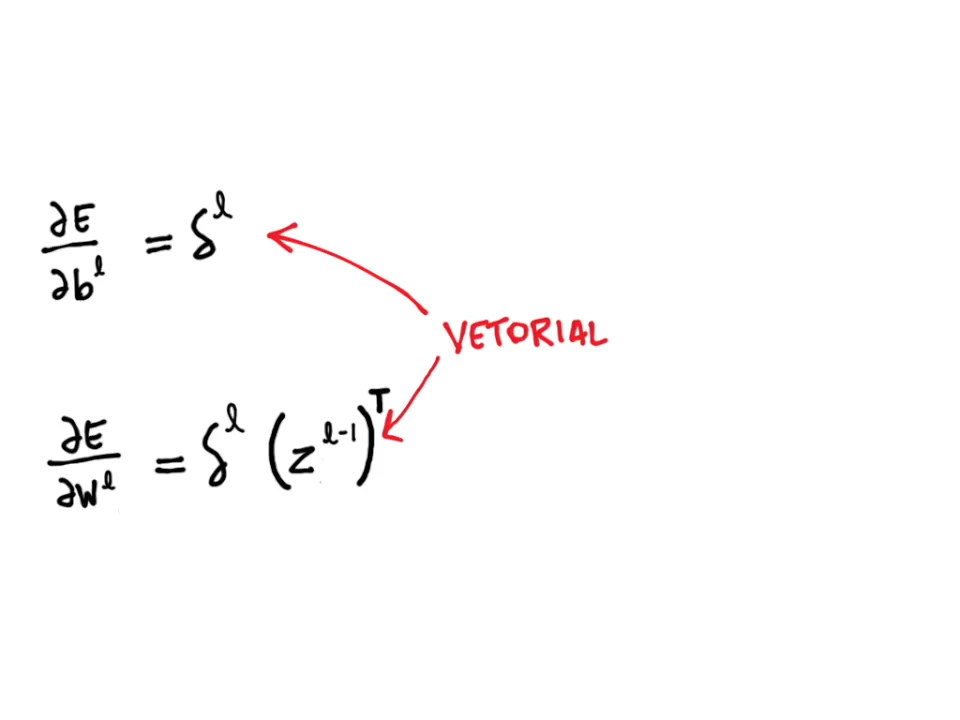 ∂E/∂b^l = δ^l
VETORIAL
∂E/∂w^l = δ^l (z^{l-1})^T